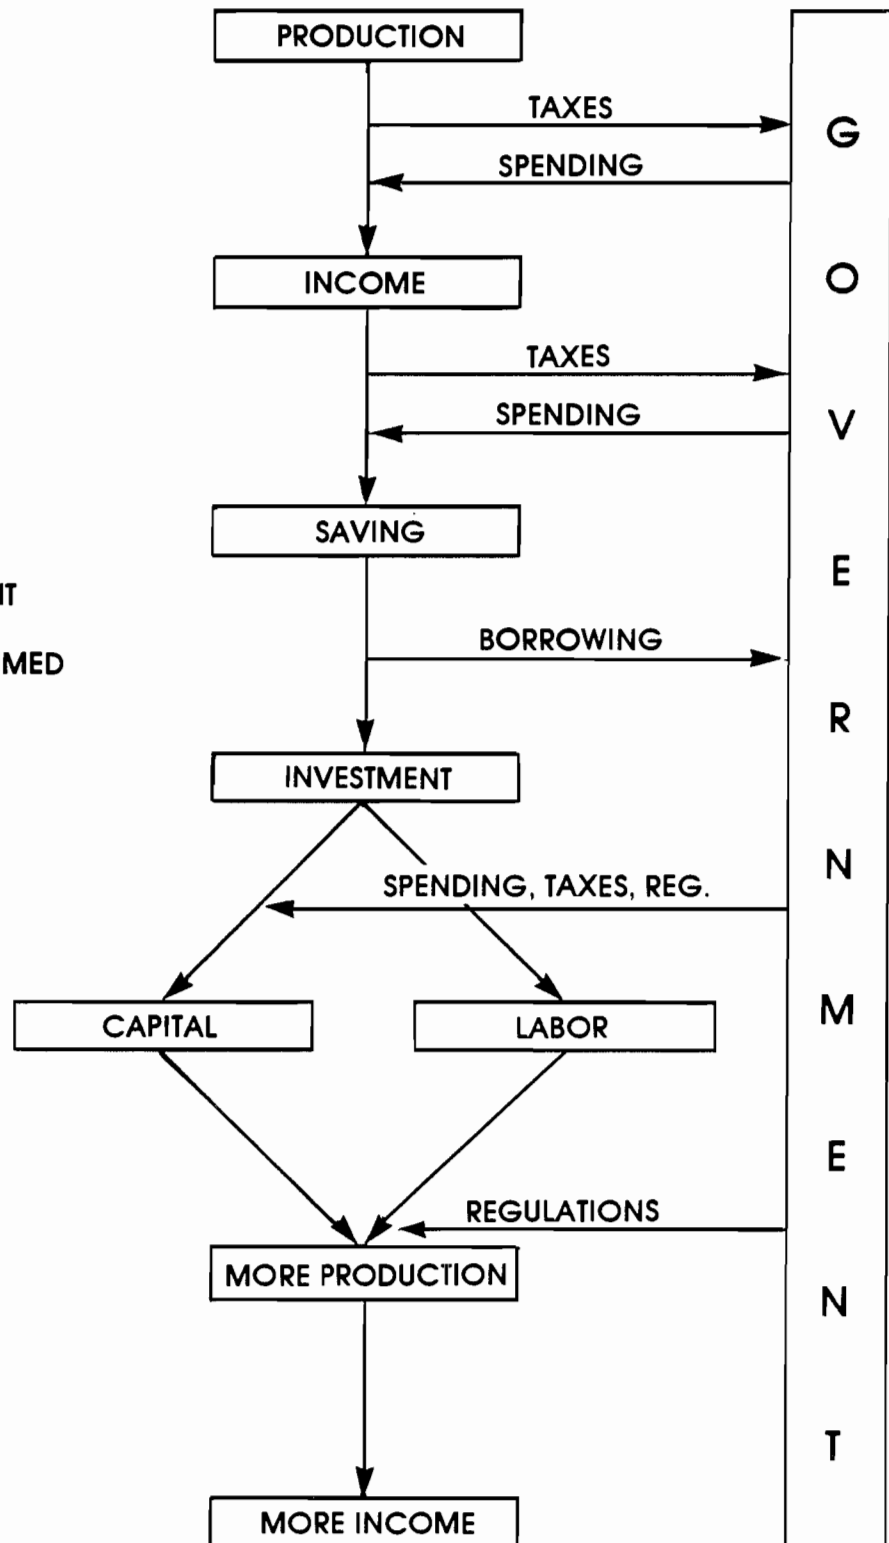 PRODUCTION
TAXES
SPENDING
INCOME
TAXES
SPENDING
SAVING
BORROWING
INVESTMENT
SPENDING, TAXES, REG.
CAPITAL
LABOR
REGULATIONS
MORE PRODUCTION
MORE INCOME
GOVERNMENT